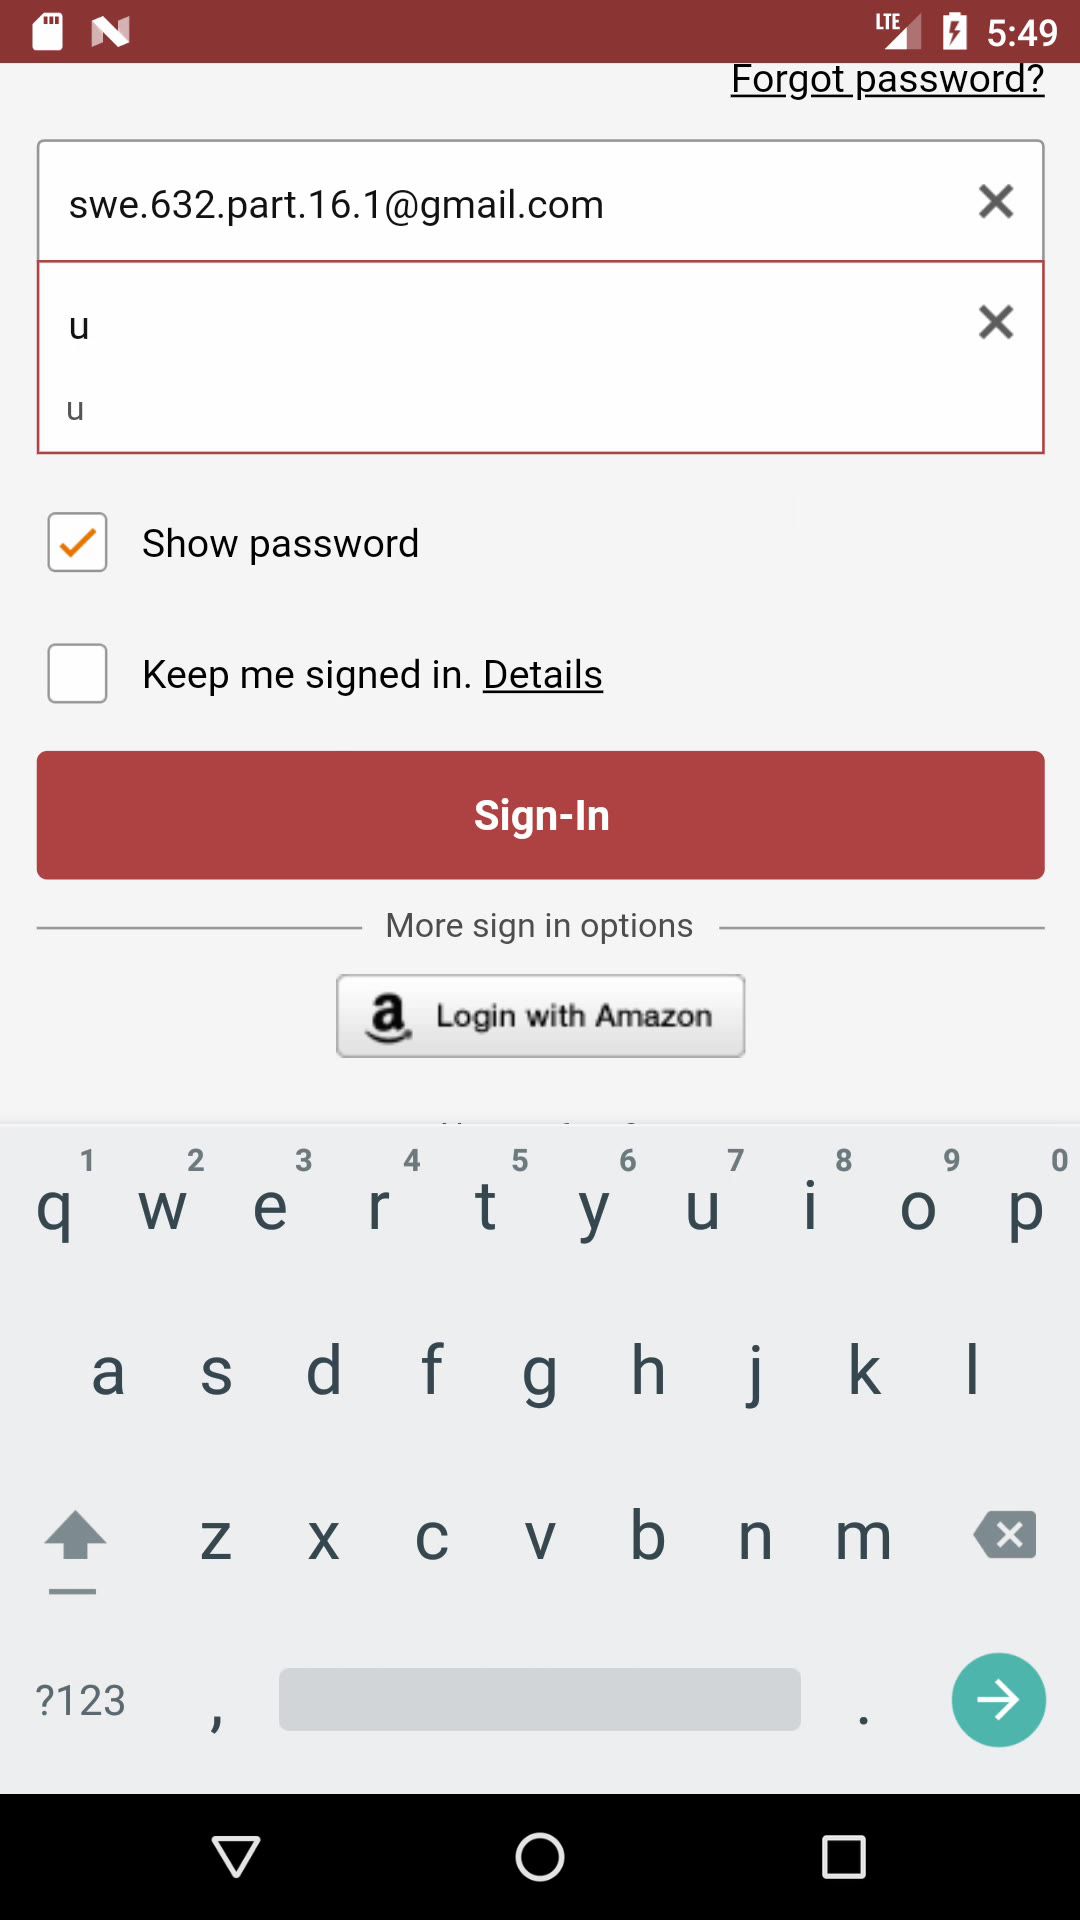 LTE 5:49
Forgot password?
swe.632.part.16.1@gmail.com
u
u
Show password
Keep me signed in. Details
Sign-In
More sign in options
a Login with Amazon
1 2 3 4 5 6 7 8 9 0
q w e r t y u i o p
a s d f g h j k l
z x c v b n m
?123 , .